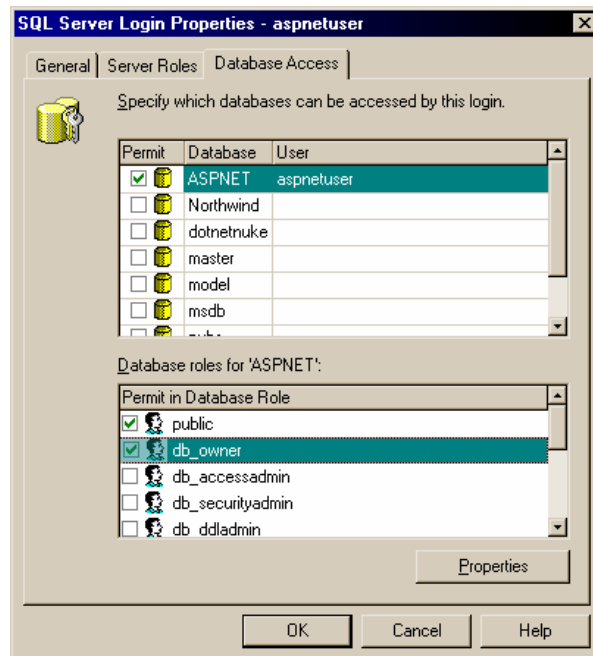 SQL Server Login Properties - aspnetuser
General Server Roles Database Access
Specify which databases can be accessed by this login.
Permit Database User
ASPNET aspnetuser
Northwind
dotnetnuke
master
model
msdb
Database roles for 'ASPNET':
Permit in Database Role
public
db_owner
db_accessadmin
db_securityadmin
db_ddladmin
Properties
OK Cancel Help